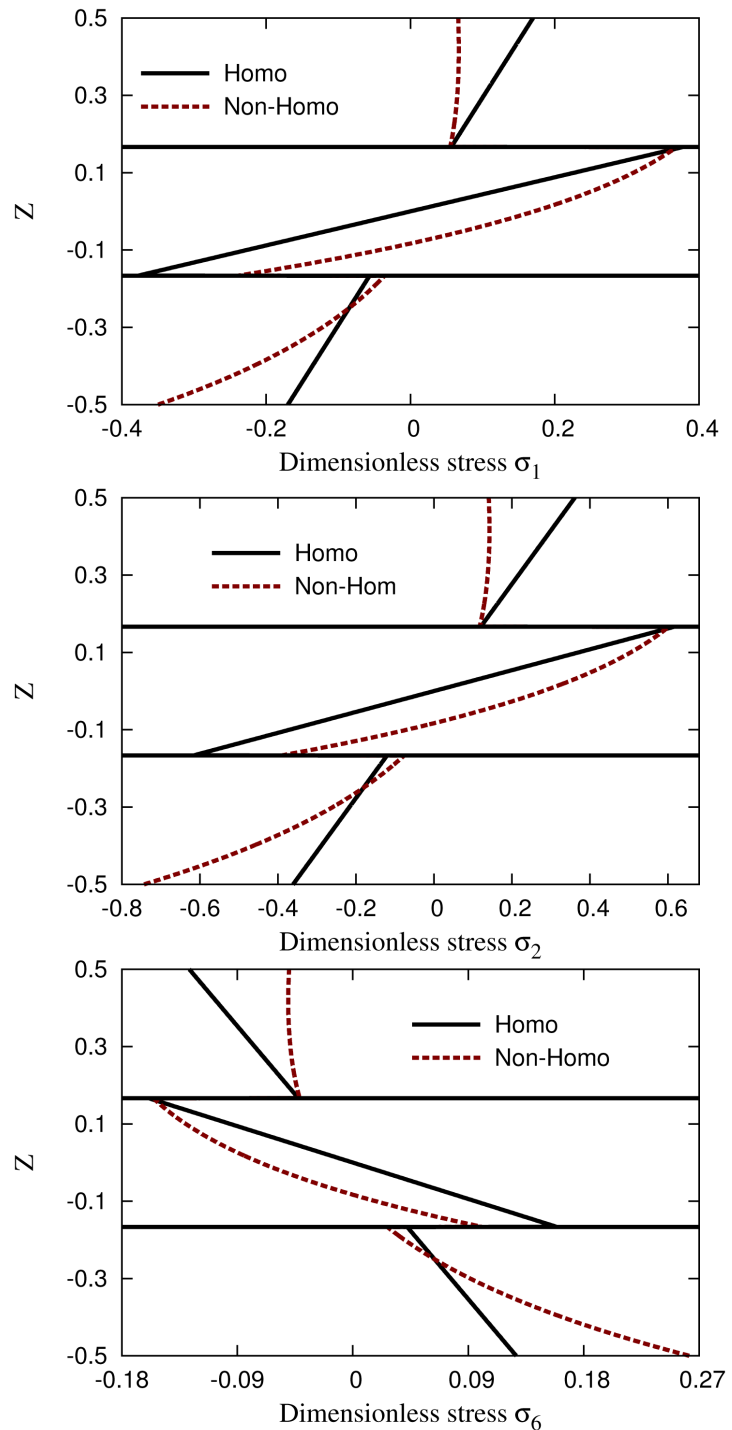 0.5
Homo
0.3
Non-Homo
0.1
Z
-0.1
-0.3
-0.5
-0.4 -0.2 0 0.2 0.4
Dimensionless stress σ1
0.5
Homo
0.3
Non-Hom
0.1
Z
-0.1
-0.3
-0.5
-0.8 -0.6 -0.4 -0.2 0 0.2 0.4 0.6
Dimensionless stress σ2
0.5
Homo
0.3
Non-Homo
0.1
Z
-0.1
-0.3
-0.5
-0.18 -0.09 0 0.09 0.18 0.27
Dimensionless stress σ6